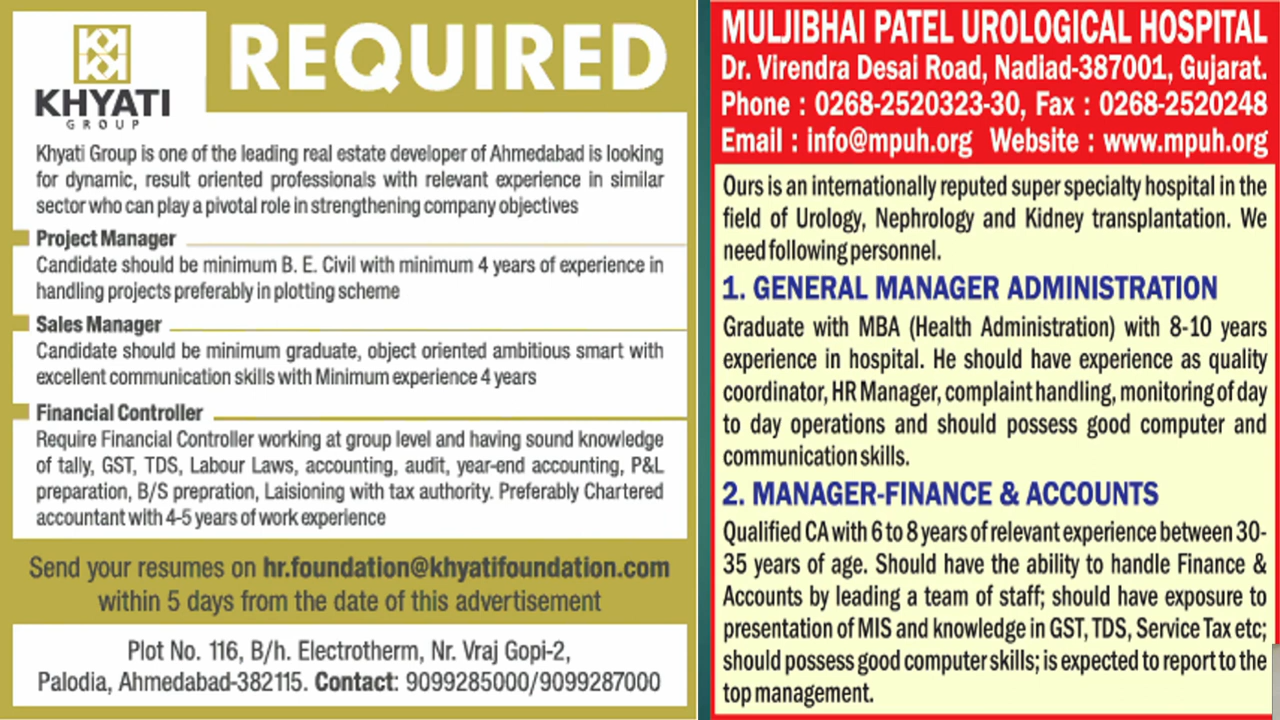 KHYATI
GROUP
REQUIRED
Khyati Group is one of the leading real estate developer of Ahmedabad is looking
for dynamic, result oriented professionals with relevant experience in similar
sector who can play a pivotal role in strengthening company objectives
Project Manager
Candidate should be minimum B. E. Civil with minimum 4 years of experience in
handling projects preferably in plotting scheme
Sales Manager
Candidate should be minimum graduate, object oriented ambitious smart with
excellent communication skills with Minimum experience 4 years
Financial Controller
Require Financial Controller working at group level and having sound knowledge
of tally, GST, TDS, Labour Laws, accounting, audit, year-end accounting, P&L
preparation, B/S prepration, Laisioning with tax authority. Preferably Chartered
accountant with 4-5 years of work experience
Send your resumes on hr.foundation@khyatifoundation.com
within 5 days from the date of this advertisement
Plot No. 116, B/h. Electrotherm, Nr. Vraj Gopi-2,
Palodia, Ahmedabad-382115. Contact: 9099285000/9099287000
MULJIBHAI PATEL UROLOGICAL HOSPITAL
Dr. Virendra Desai Road, Nadiad-387001, Gujarat.
Phone : 0268-2520323-30, Fax : 0268-2520248
Email : info@mpuh.org Website : www.mpuh.org
Ours is an internationally reputed super specialty hospital in the
field of Urology, Nephrology and Kidney transplantation. We
need following personnel.
1. GENERAL MANAGER ADMINISTRATION
Graduate with MBA (Health Administration) with 8-10 years
experience in hospital. He should have experience as quality
coordinator, HR Manager, complaint handling, monitoring of day
to day operations and should possess good computer and
communication skills.
2. MANAGER-FINANCE & ACCOUNTS
Qualified CA with 6 to 8 years of relevant experience between 30-
35 years of age. Should have the ability to handle Finance &
Accounts by leading a team of staff; should have exposure to
presentation of MIS and knowledge in GST, TDS, Service Tax etc;
should possess good computer skills; is expected to report to the
top management.